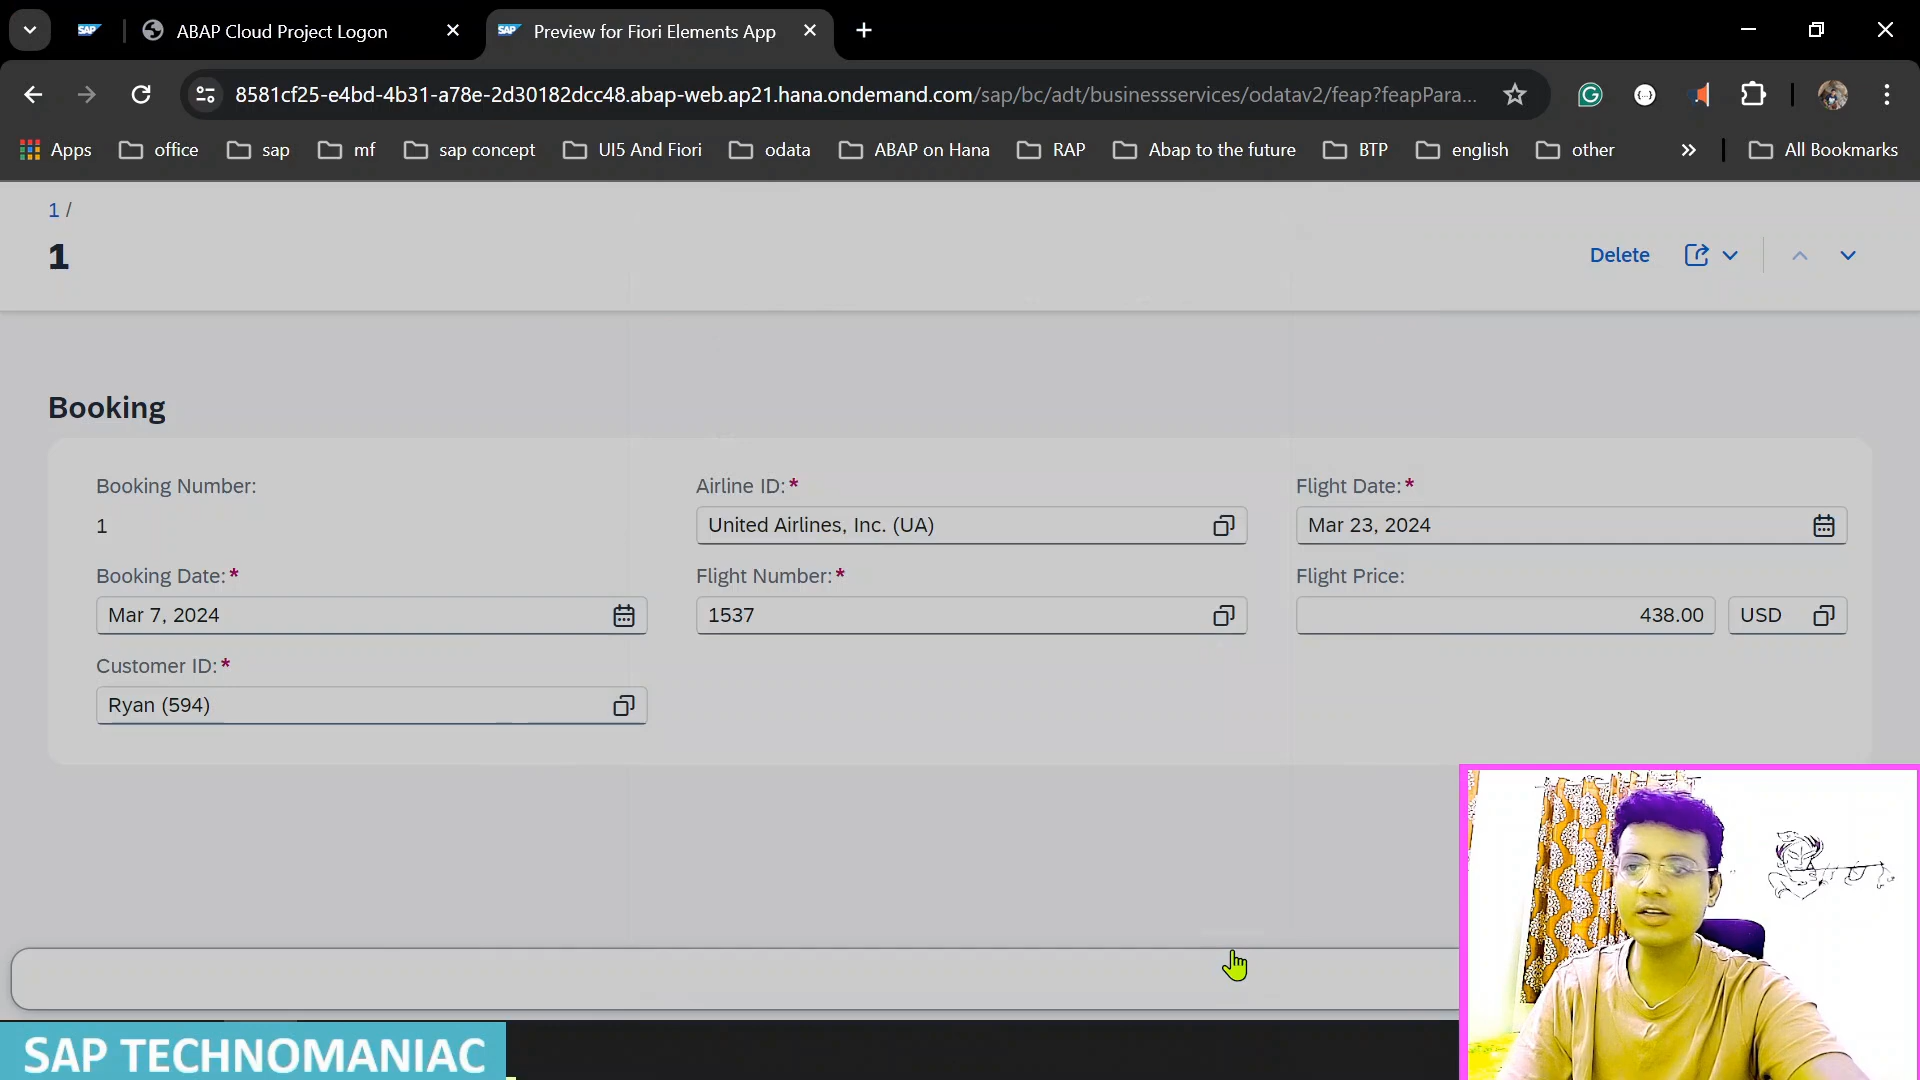 SAP
ABAP Cloud Project Logon
SAP
Preview for Fiori Elements App
8581cf25-e4bd-4b31-a78e-2d30182dcc48.abap-web.ap21.hana.ondemand.com/sap/bc/adt/businessservices/odatav2/feap?feapPara...
Apps
office
sap
mf
sap concept
UI5 And Fiori
odata
ABAP on Hana
RAP
Abap to the future
BTP
english
other
All Bookmarks
1 /
1
Delete
Booking
Booking Number:
1
Airline ID:*
United Airlines, Inc. (UA)
Flight Date:*
Mar 23, 2024
Booking Date:*
Mar 7, 2024
Flight Number:*
1537
Flight Price:
438.00
USD
Customer ID:*
Ryan (594)
SAP TECHNOMANIAC